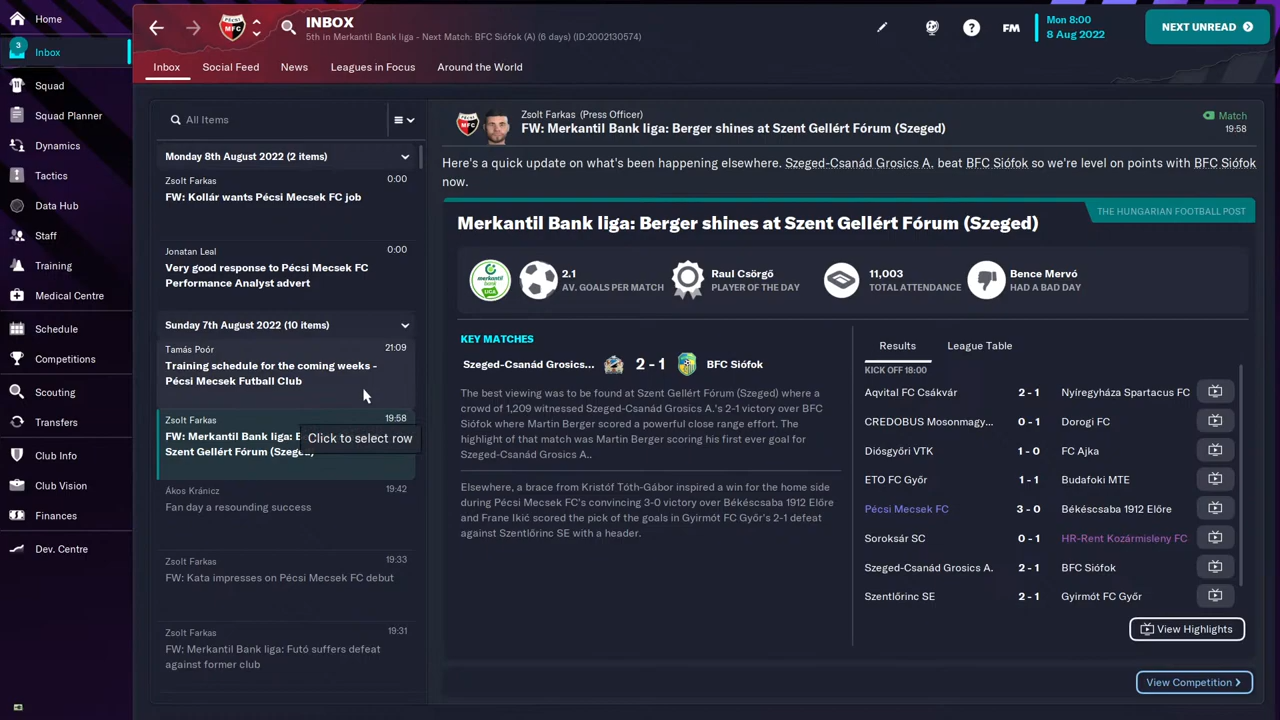 Home
3
Inbox
Squad
Squad Planner
Dynamics
Tactics
Data Hub
Staff
Training
Medical Centre
Schedule
Competitions
Scouting
Transfers
Club Info
Club Vision
Finances
Dev. Centre
INBOX
5th in Merkantil Bank liga - Next Match: BFC Siófok (A) (6 days) (ID:2002130574)
FM
Mon 8:00
8 Aug 2022
NEXT UNREAD
Inbox
Social Feed
News
Leagues in Focus
Around the World
All Items
Monday 8th August 2022 (2 items)
Zsolt Farkas 0:00
FW: Kollár wants Pécsi Mecsek FC job
Jonatan Leal 0:00
Very good response to Pécsi Mecsek FC
Performance Analyst advert
Sunday 7th August 2022 (10 items)
Tamás Poór 21:09
Training schedule for the coming weeks -
Pécsi Mecsek Futball Club
Zsolt Farkas 19:58
FW: Merkantil Bank liga: B
Szent Gellért Fórum (Szeged)
Click to select row
Ákos Kránicz 19:42
Fan day a resounding success
Zsolt Farkas 19:33
FW: Kata impresses on Pécsi Mecsek FC debut
Zsolt Farkas 19:31
FW: Merkantil Bank liga: Futó suffers defeat
against former club
Zsolt Farkas (Press Officer)
FW: Merkantil Bank liga: Berger shines at Szent Gellért Fórum (Szeged)
Match
19:58
Here's a quick update on what's been happening elsewhere. Szeged-Csanád Grosics A. beat BFC Siófok so we're level on points with BFC Siófok
now.
THE HUNGARIAN FOOTBALL POST
Merkantil Bank liga: Berger shines at Szent Gellért Fórum (Szeged)
2.1
AV. GOALS PER MATCH
Raul Csörgő
PLAYER OF THE DAY
11,003
TOTAL ATTENDANCE
Bence Mervó
HAD A BAD DAY
KEY MATCHES
Szeged-Csanád Grosics... 2 - 1 BFC Siófok
The best viewing was to be found at Szent Gellért Fórum (Szeged) where a
crowd of 1,209 witnessed Szeged-Csanád Grosics A.'s 2-1 victory over BFC
Siófok where Martin Berger scored a powerful close range effort. The
highlight of that match was Martin Berger scoring his first ever goal for
Szeged-Csanád Grosics A..
Elsewhere, a brace from Kristóf Tóth-Gábor inspired a win for the home side
during Pécsi Mecsek FC's convincing 3-0 victory over Békéscsaba 1912 Előre
and Frane Ikić scored the pick of the goals in Gyirmót FC Győr's 2-1 defeat
against Szentlőrinc SE with a header.
Results
League Table
KICK OFF 18:00
Aqvital FC Csákvár 2 - 1 Nyíregyháza Spartacus FC
CREDOBUS Mosonmagy... 0 - 1 Dorogi FC
Diósgyőri VTK 1 - 0 FC Ajka
ETO FC Győr 1 - 1 Budafoki MTE
Pécsi Mecsek FC 3 - 0 Békéscsaba 1912 Előre
Soroksár SC 0 - 1 HR-Rent Kozármisleny FC
Szeged-Csanád Grosics A. 2 - 1 BFC Siófok
Szentlőrinc SE 2 - 1 Gyirmót FC Győr
View Highlights
View Competition